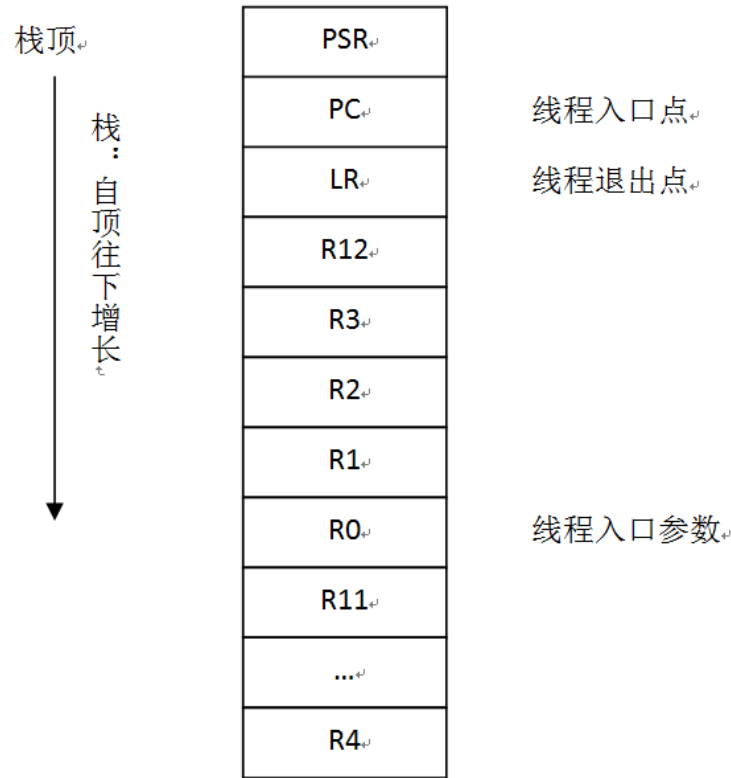 栈顶
栈：自顶往下增长
PSR
PC
线程入口点
LR
线程退出点
R12
R3
R2
R1
R0
线程入口参数
R11
...
R4